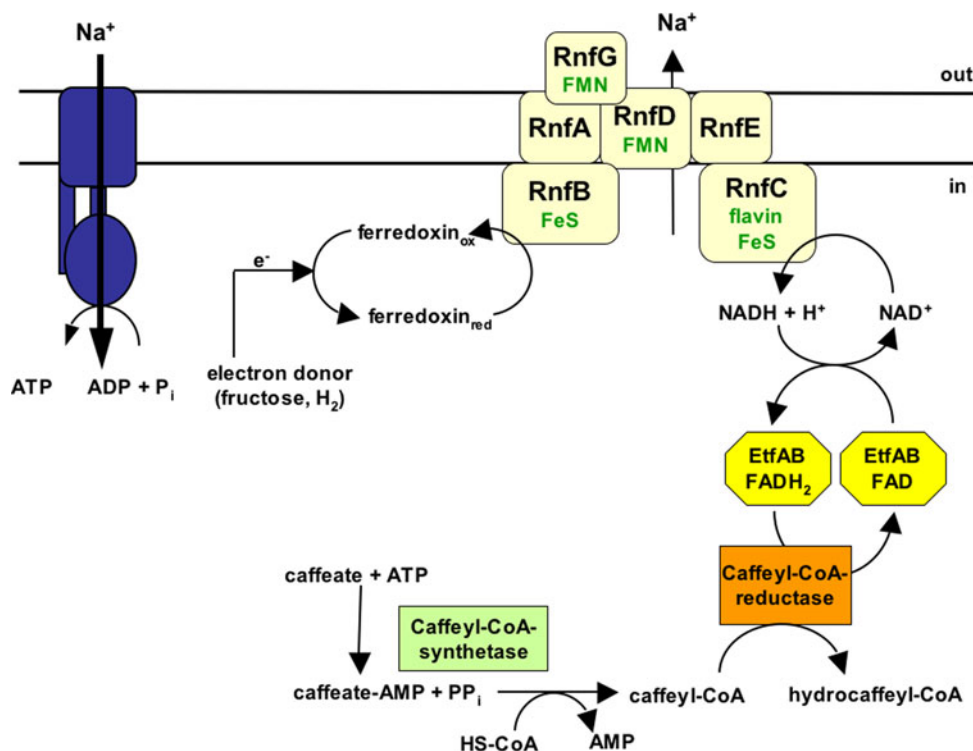 Na⁺
Na⁺
RnfG
FMN
out
RnfA
RnfD
FMN
RnfE
in
RnfB
FeS
RnfC
flavin
FeS
ferredoxinox
e-
ferredoxinred
NADH + H⁺
NAD⁺
ATP
ADP + Pi
electron donor
(fructose, H₂)
EtfAB
FADH₂
EtfAB
FAD
caffeate + ATP
Caffeyl-CoA-
synthetase
Caffeyl-CoA-
reductase
caffeate-AMP + PPi
caffeyl-CoA
hydrocaffeyl-CoA
HS-CoA
AMP